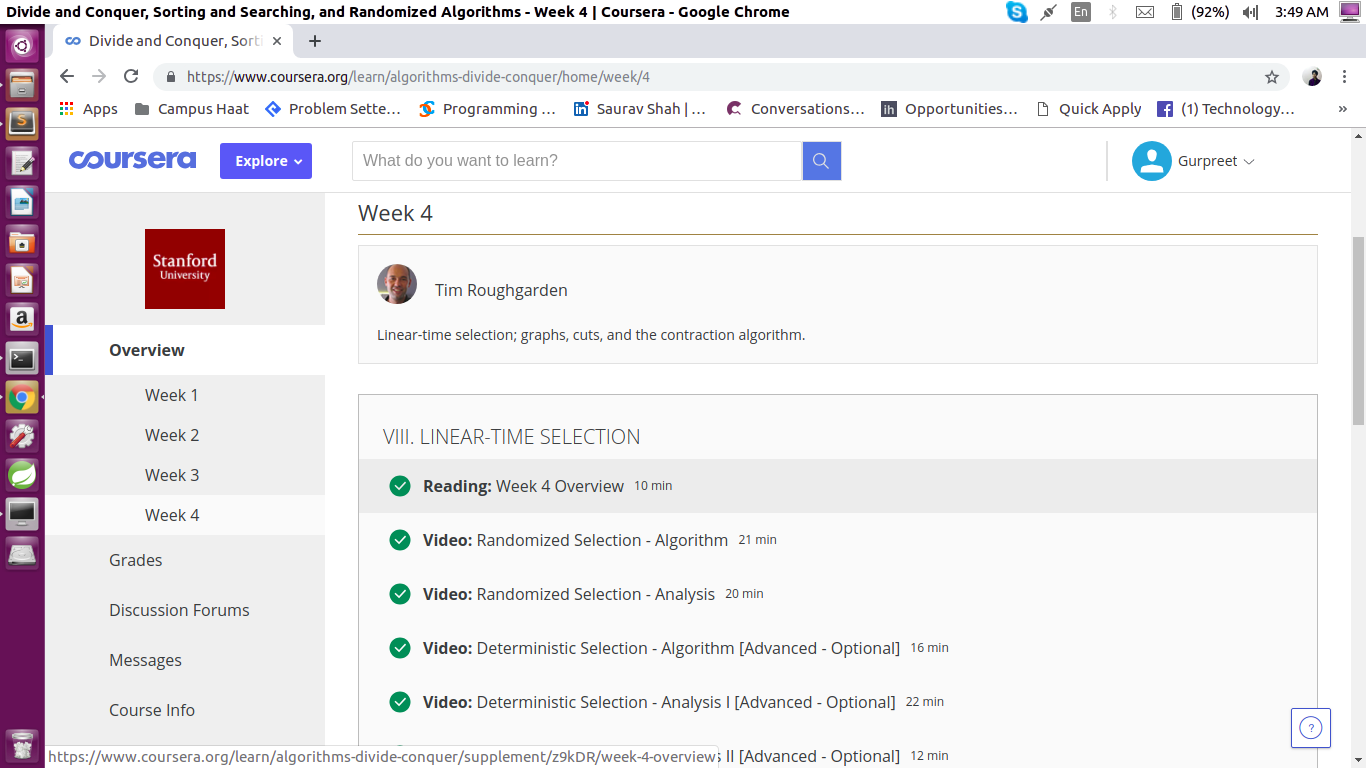 Divide and Conquer, Sorting and Searching, and Randomized Algorithms - Week 4 | Coursera - Google Chrome
En
(92%)
3:49 AM
Divide and Conquer, Sorti
https://www.coursera.org/learn/algorithms-divide-conquer/home/week/4
Apps
Campus Haat
Problem Sette...
Programming ...
Saurav Shah | ...
Conversations...
ih
Opportunities...
Quick Apply
(1) Technology...
»
coursera
Explore
What do you want to learn?
Gurpreet
Stanford
University
Overview
Week 1
Week 2
Week 3
Week 4
Grades
Discussion Forums
Messages
Course Info
Week 4
Tim Roughgarden
Linear-time selection; graphs, cuts, and the contraction algorithm.
VIII. LINEAR-TIME SELECTION
Reading: Week 4 Overview 10 min
Video: Randomized Selection - Algorithm 21 min
Video: Randomized Selection - Analysis 20 min
Video: Deterministic Selection - Algorithm [Advanced - Optional] 16 min
Video: Deterministic Selection - Analysis I [Advanced - Optional] 22 min
s II [Advanced - Optional] 12 min
https://www.coursera.org/learn/algorithms-divide-conquer/supplement/z9kDR/week-4-overview
?